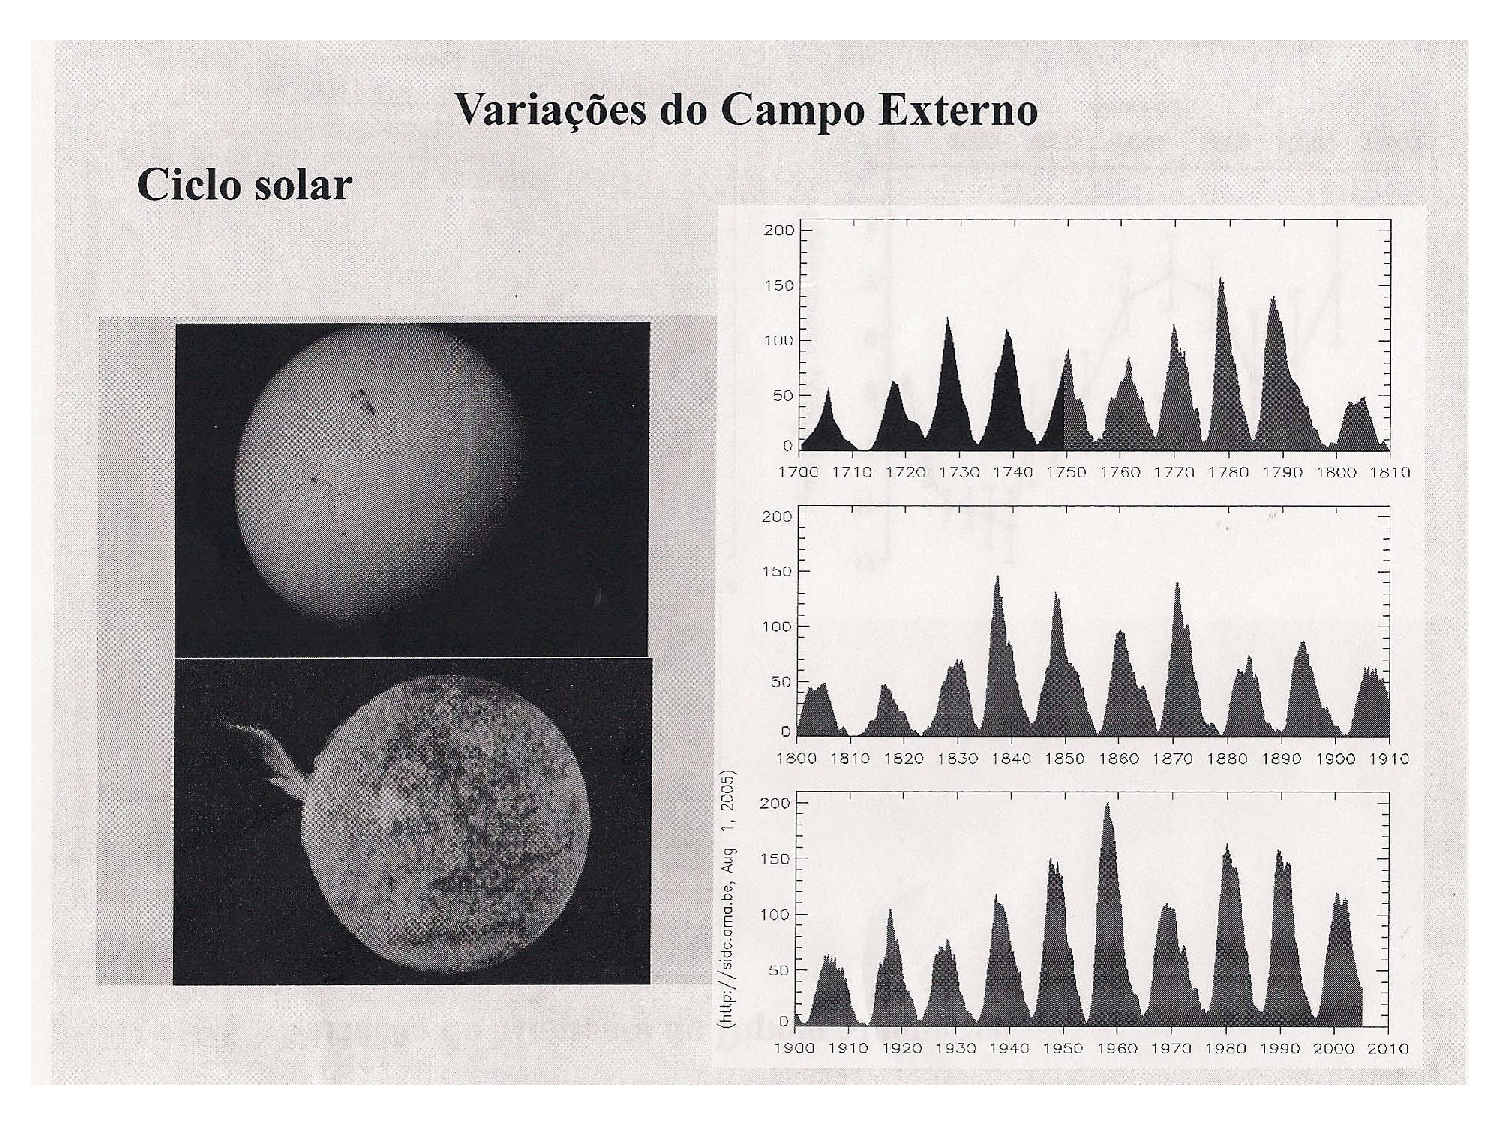 Variações do Campo Externo
Ciclo solar
200
150
100
50
0
1700 1710 1720 1730 1740 1750 1760 1770 1780 1790 1800 1810
200
150
100
50
0
1800 1810 1820 1830 1840 1850 1860 1870 1880 1890 1900 1910
(http://sidc.oma.be, Aug 1, 2005)
200
150
100
50
0
1900 1910 1920 1930 1940 1950 1960 1970 1980 1990 2000 2010